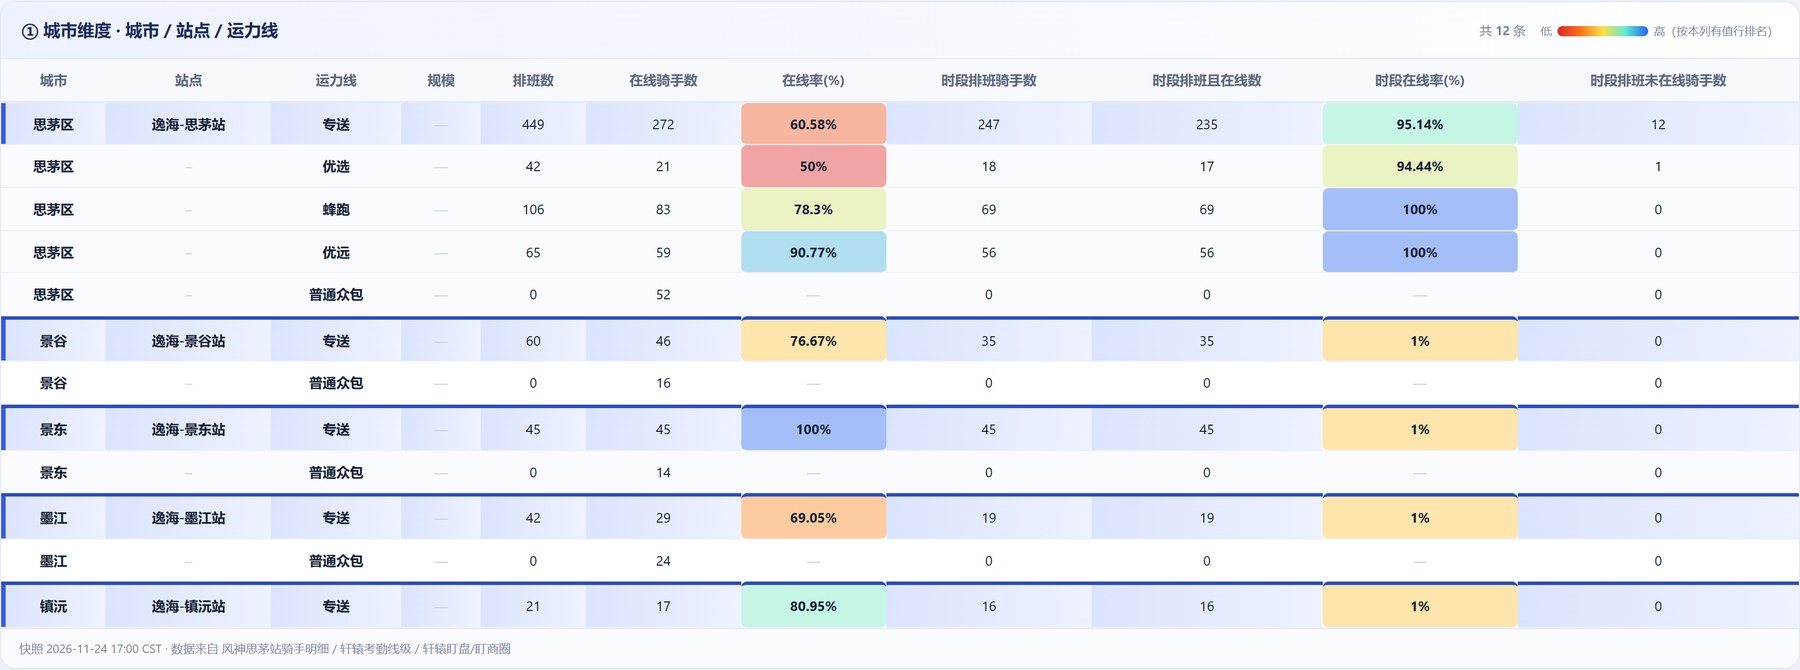 ① 城市维度 · 城市 / 站点 / 运力线
共 12 条 低 高 (按本列有值行排名)
城市 站点 运力线 规模 排班数 在线骑手数 在线率(%) 时段排班骑手数 时段排班且在线数 时段在线率(%) 时段排班未在线骑手数
思茅区 逸海-思茅站 专送 — 449 272 60.58% 247 235 95.14% 12
思茅区 – 优选 — 42 21 50% 18 17 94.44% 1
思茅区 – 蜂跑 — 106 83 78.3% 69 69 100% 0
思茅区 – 优远 — 65 59 90.77% 56 56 100% 0
思茅区 – 普通众包 — 0 52 — 0 0 — 0
景谷 逸海-景谷站 专送 — 60 46 76.67% 35 35 1% 0
景谷 – 普通众包 — 0 16 — 0 0 — 0
景东 逸海-景东站 专送 — 45 45 100% 45 45 1% 0
景东 – 普通众包 — 0 14 — 0 0 — 0
墨江 逸海-墨江站 专送 — 42 29 69.05% 19 19 1% 0
墨江 – 普通众包 — 0 24 — 0 0 — 0
镇沅 逸海-镇沅站 专送 — 21 17 80.95% 16 16 1% 0
快照 2026-11-24 17:00 CST · 数据来自 风神思茅站骑手明细 / 轩辕考勤线级 / 轩辕盯盘/盯商圈